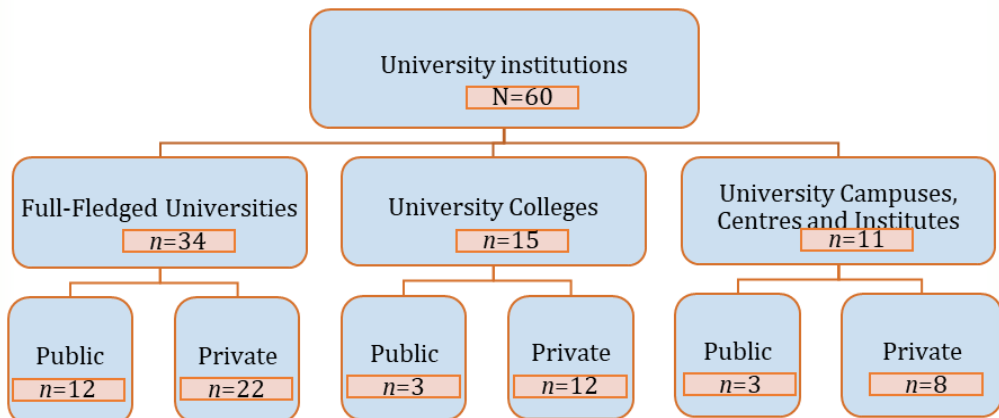 University institutions
N=60
Full-Fledged Universities
n=34
University Colleges
n=15
University Campuses,
Centres and Institutes
n=11
Public
n=12
Private
n=22
Public
n=3
Private
n=12
Public
n=3
Private
n=8